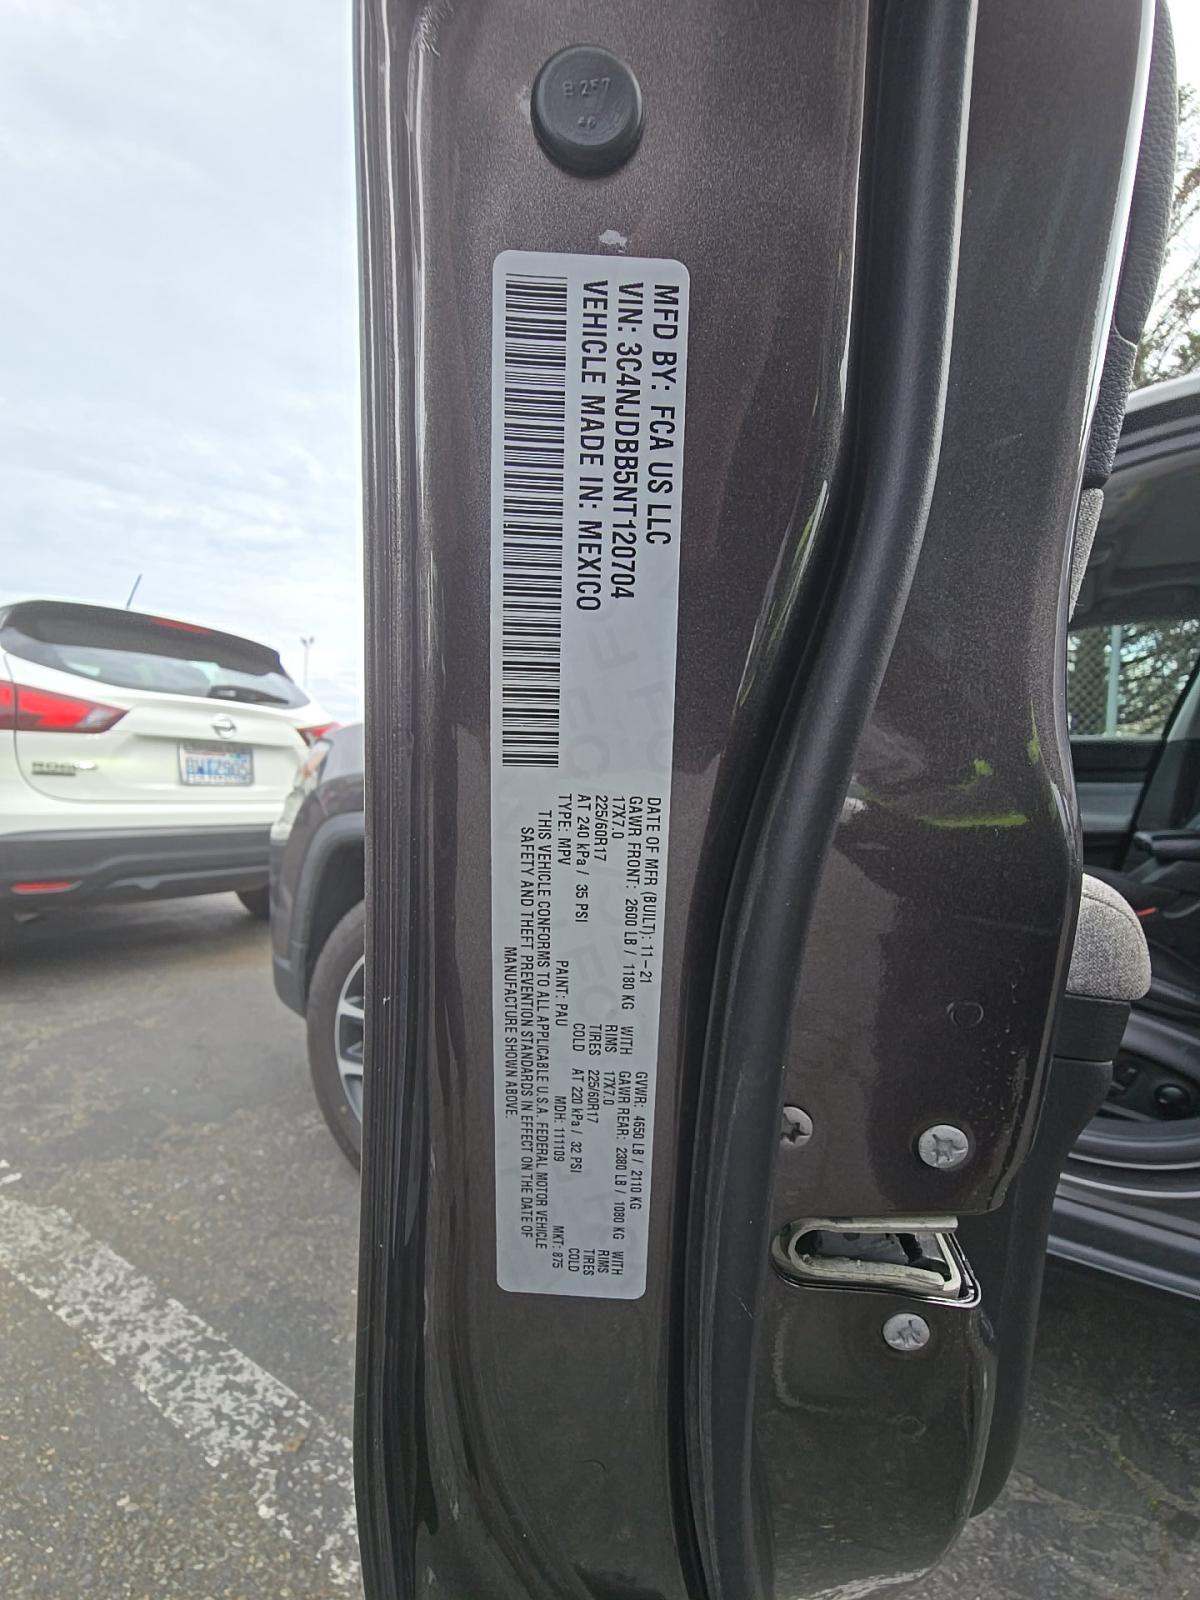 MFD BY: FCA US LLC
VIN: 3C4NJDBB5NT120704
VEHICLE MADE IN: MEXICO
DATE OF MFR (BUILT): 11-21
GVWR: 4650 LB / 2110 KG
GAWR FRONT: 2600 LB / 1180 KG WITH
GAWR REAR: 2380 LB / 1080 KG WITH
17X7.0 RIMS
17X7.0 RIMS
225/60R17 TIRES
225/60R17 TIRES
AT 240 kPa / 35 PSI COLD
AT 220 kPa / 32 PSI COLD
TYPE: MPV PAINT: PAU MDH: 111109 MKT: 875
THIS VEHICLE CONFORMS TO ALL APPLICABLE U.S.A. FEDERAL MOTOR VEHICLE
SAFETY AND THEFT PREVENTION STANDARDS IN EFFECT ON THE DATE OF
MANUFACTURE SHOWN ABOVE.